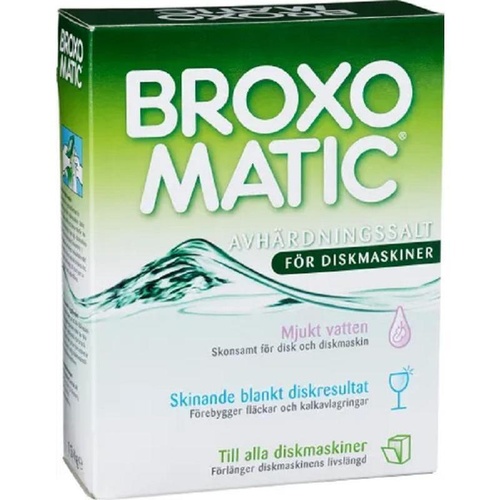 BROXO
MATIC®
AVHÄRDNINGSSALT
FÖR DISKMASKINER
Mjukt vatten
Skonsamt för disk och diskmaskin
Skinande blankt diskresultat
Förebygger fläckar och kalkavlagringar
Till alla diskmaskiner
Förlänger diskmaskinens livslängd